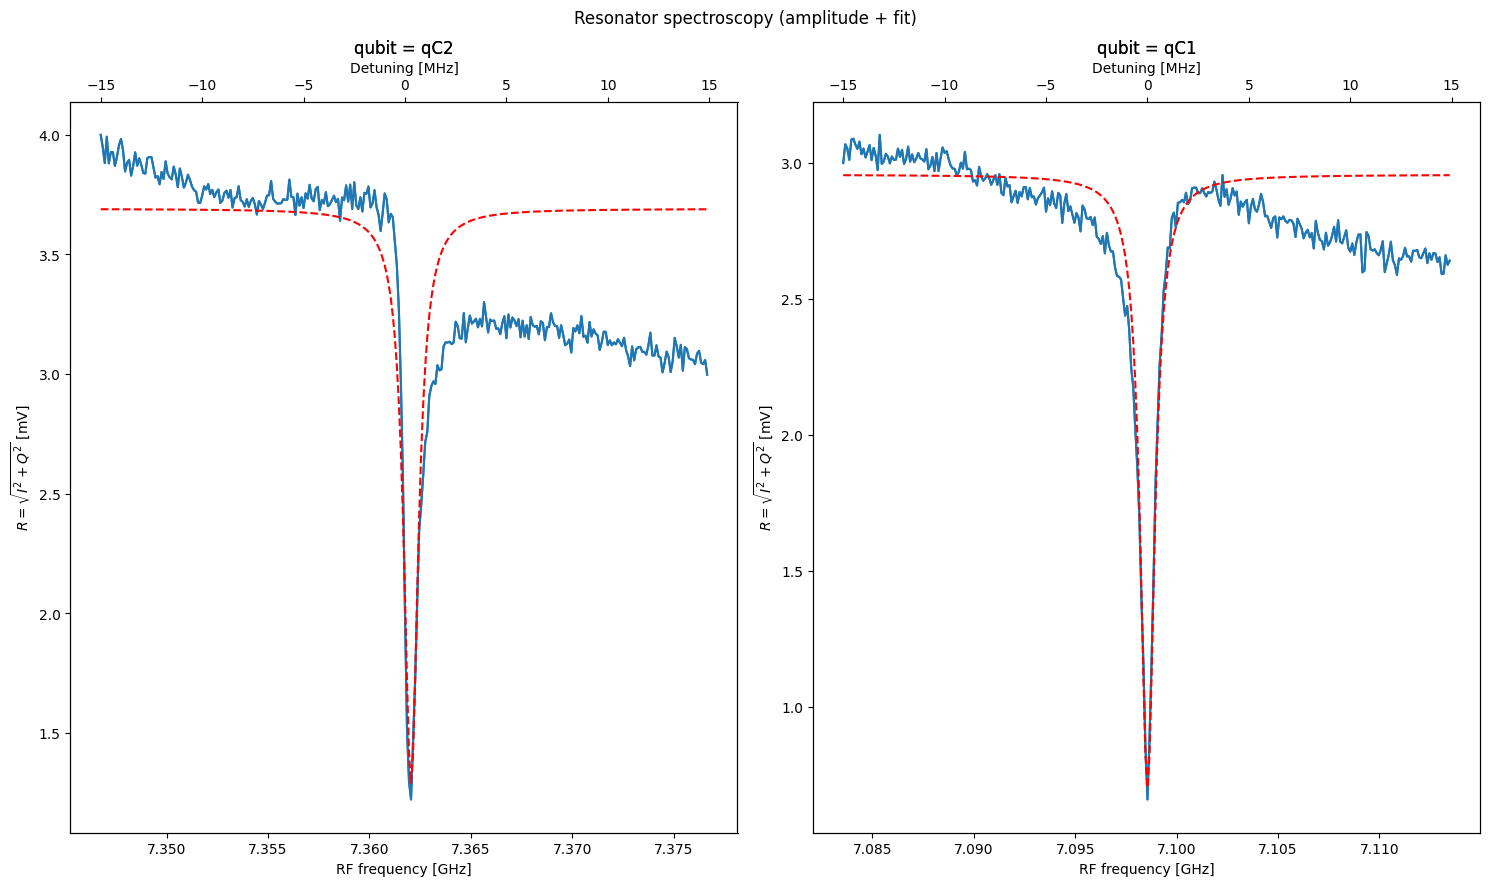 Resonator spectroscopy (amplitude + fit)
qubit = qC2
Detuning [MHz]
−15 −10 −5 0 5 10 15
4.0
3.5
3.0
2.5
2.0
1.5
R = √I² + Q² [mV]
7.350 7.355 7.360 7.365 7.370 7.375
RF frequency [GHz]
qubit = qC1
Detuning [MHz]
−15 −10 −5 0 5 10 15
3.0
2.5
2.0
1.5
1.0
R = √I² + Q² [mV]
7.085 7.090 7.095 7.100 7.105 7.110
RF frequency [GHz]